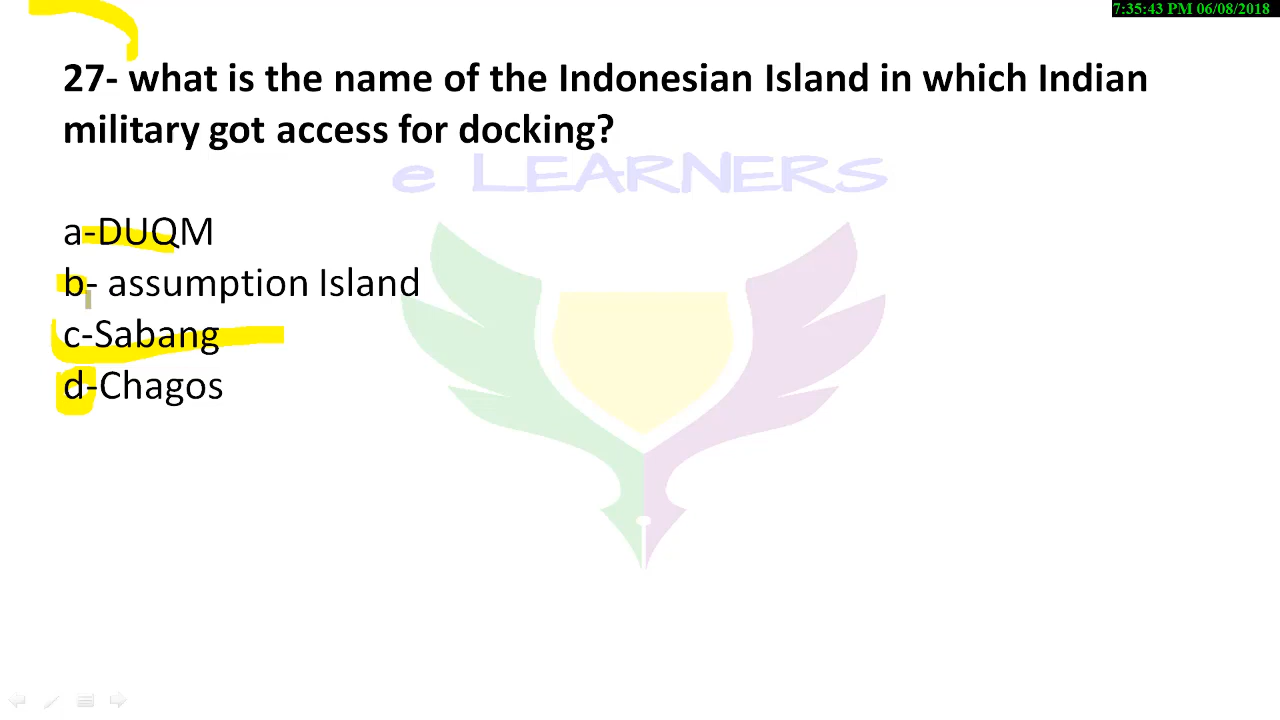 7:35:43 PM 06/08/2018
27- what is the name of the Indonesian Island in which Indian
military got access for docking?
e LEARNERS
a-DUQM
b- assumption Island
c-Sabang
d-Chagos